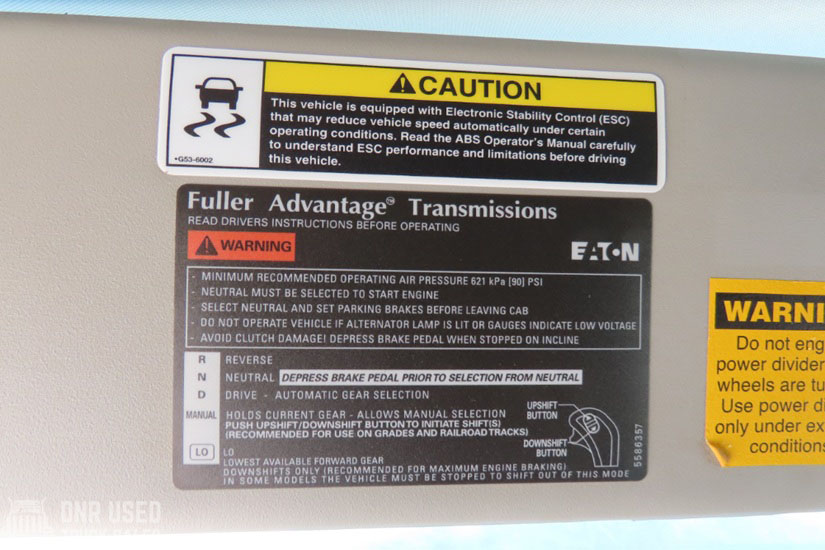 CAUTION
This vehicle is equipped with Electronic Stability Control (ESC)
that may reduce vehicle speed automatically under certain
operating conditions. Read the ABS Operator's Manual carefully
to understand ESC performance and limitations before driving
this vehicle.
•G53-6002
Fuller Advantage™ Transmissions
READ DRIVERS INSTRUCTIONS BEFORE OPERATING
WARNING
EATON
- MINIMUM RECOMMENDED OPERATING AIR PRESSURE 621 kPa [90] PSI
- NEUTRAL MUST BE SELECTED TO START ENGINE
- SELECT NEUTRAL AND SET PARKING BRAKES BEFORE LEAVING CAB
- DO NOT OPERATE VEHICLE IF ALTERNATOR LAMP IS LIT OR GAUGES INDICATE LOW VOLTAGE
- AVOID CLUTCH DAMAGE! DEPRESS BRAKE PEDAL WHEN STOPPED ON INCLINE
R REVERSE
N NEUTRAL DEPRESS BRAKE PEDAL PRIOR TO SELECTION FROM NEUTRAL
D DRIVE - AUTOMATIC GEAR SELECTION
MANUAL HOLDS CURRENT GEAR - ALLOWS MANUAL SELECTION
PUSH UPSHIFT/DOWNSHIFT BUTTON TO INITIATE SHIFT(S)
(RECOMMENDED FOR USE ON GRADES AND RAILROAD TRACKS)
LO LO
LOWEST AVAILABLE FORWARD GEAR
DOWNSHIFTS ONLY (RECOMMENDED FOR MAXIMUM ENGINE BRAKING)
IN SOME MODELS THE VEHICLE MUST BE STOPPED TO SHIFT OUT OF THIS MODE
UPSHIFT
BUTTON
DOWNSHIFT
BUTTON
5586357
WARNI
Do not eng
power divider
wheels are tu
Use power di
only under ex
conditions
DNR USED
TRUCK SALES